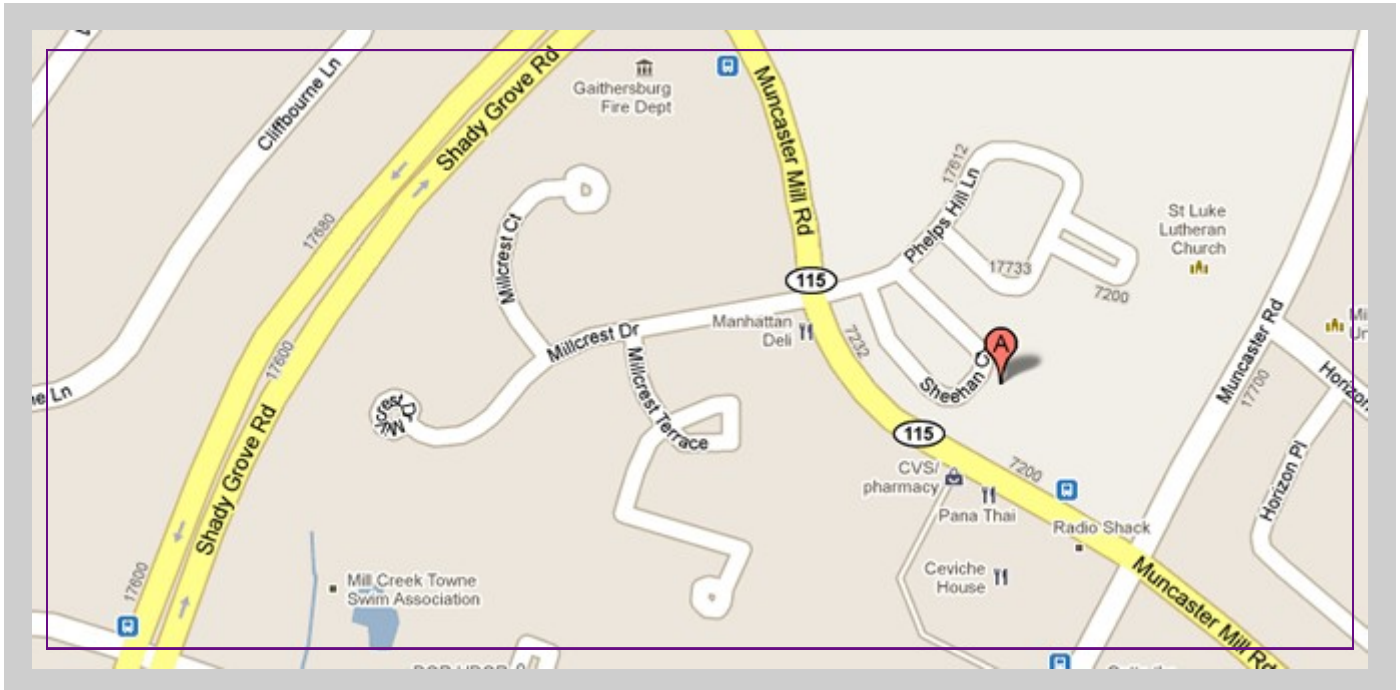 Cliffbourne Ln
Shady Grove Rd
Gaithersburg
Fire Dept
Muncaster Mill Rd
17612
Phelps Hill Ln
St Luke
Lutheran
Church
17680
Millcrest Ct
115
17733
7200
Manhattan
Deli
7232
Millcrest Dr
A
Sheehan
Muncaster Rd
17700
Horizon
17600
Millcrest Terrace
115
Shady Grove Rd
CVS/
pharmacy
7200
Pana Thai
Radio Shack
Horizon Pl
Ceviche
House
Mill Creek Towne
Swim Association
17600
Muncaster Mill Rd